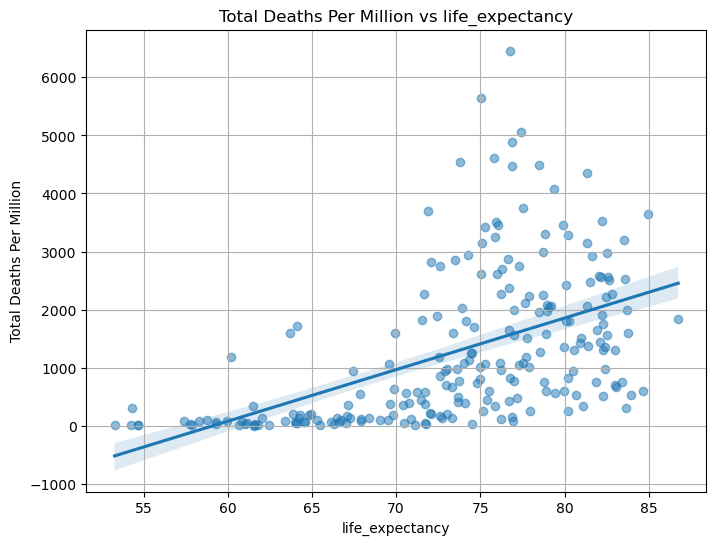 Total Deaths Per Million vs life_expectancy
6000
5000
4000
3000
2000
1000
0
−1000
Total Deaths Per Million
55 60 65 70 75 80 85
life_expectancy